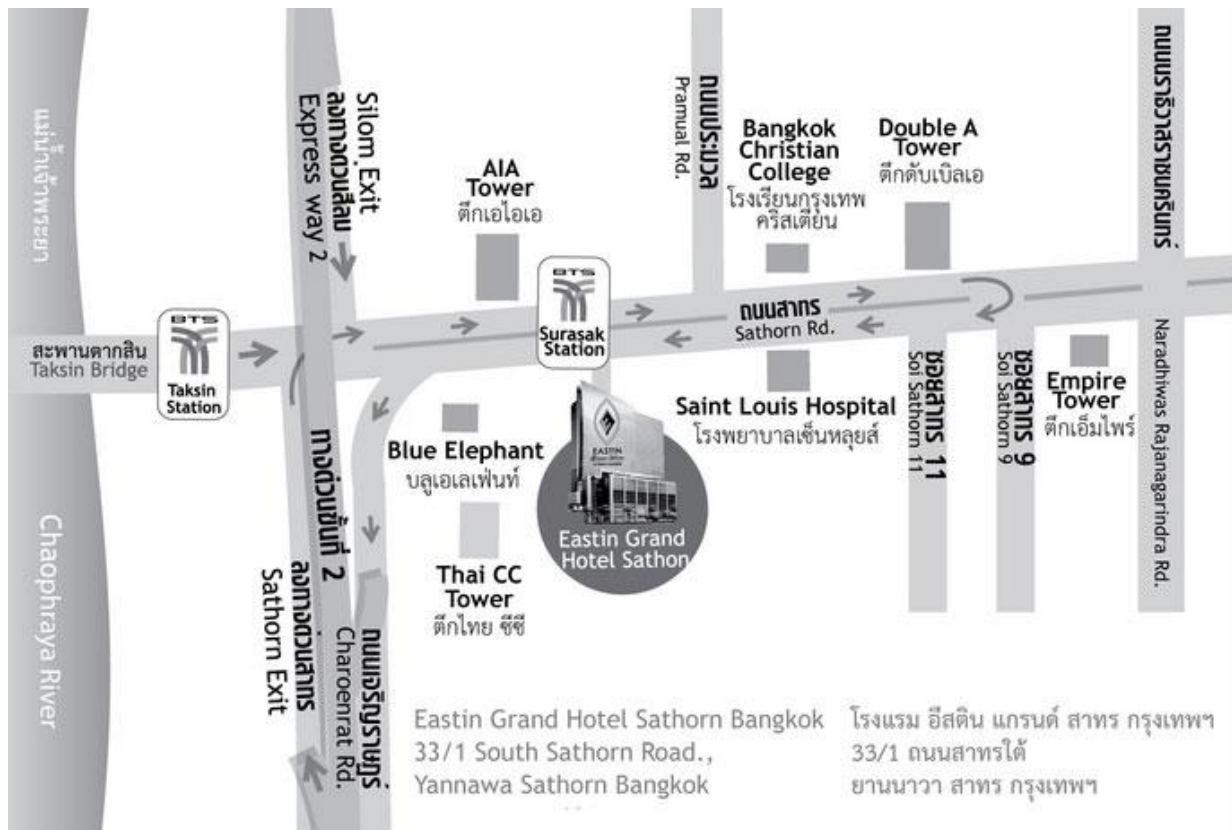 แม่น้ำเจ้าพระยา
Chaophraya River
สะพานตากสิน
Taksin Bridge
BTS
Taksin
Station
Silom Exit
ลงทางด่วนสีลม
Express way 2
ทางด่วนขั้นที่ 2
ลงทางด่วนสาทร
Sathorn Exit
ถนนเจริญราษฎร์
Charoenrat Rd.
AIA
Tower
ตึกเอไอเอ
BTS
Surasak
Station
ถนนประมวล
Pramual Rd.
Bangkok
Christian
College
โรงเรียนกรุงเทพ
คริสเตียน
Double A
Tower
ตึกดับเบิลเอ
ถนนนราธิวาสราชนครินทร์
Naradhiwas Rajanagarindra Rd.
ถนนสาทร
Sathorn Rd.
Blue Elephant
บลูเอเลเฟ่นท์
Thai CC
Tower
ตึกไทย ซีซี
EASTIN
Eastin Grand
Hotel Sathon
Saint Louis Hospital
โรงพยาบาลเซ็นหลุยส์
ซอยสาทร 11
Soi Sathorn 11
ซอยสาทร 9
Soi Sathorn 9
Empire
Tower
ตึกเอ็มไพร์
Eastin Grand Hotel Sathorn Bangkok
33/1 South Sathorn Road.,
Yannawa Sathorn Bangkok
โรงแรม อีสติน แกรนด์ สาทร กรุงเทพฯ
33/1 ถนนสาทรใต้
ยานนาวา สาทร กรุงเทพฯ